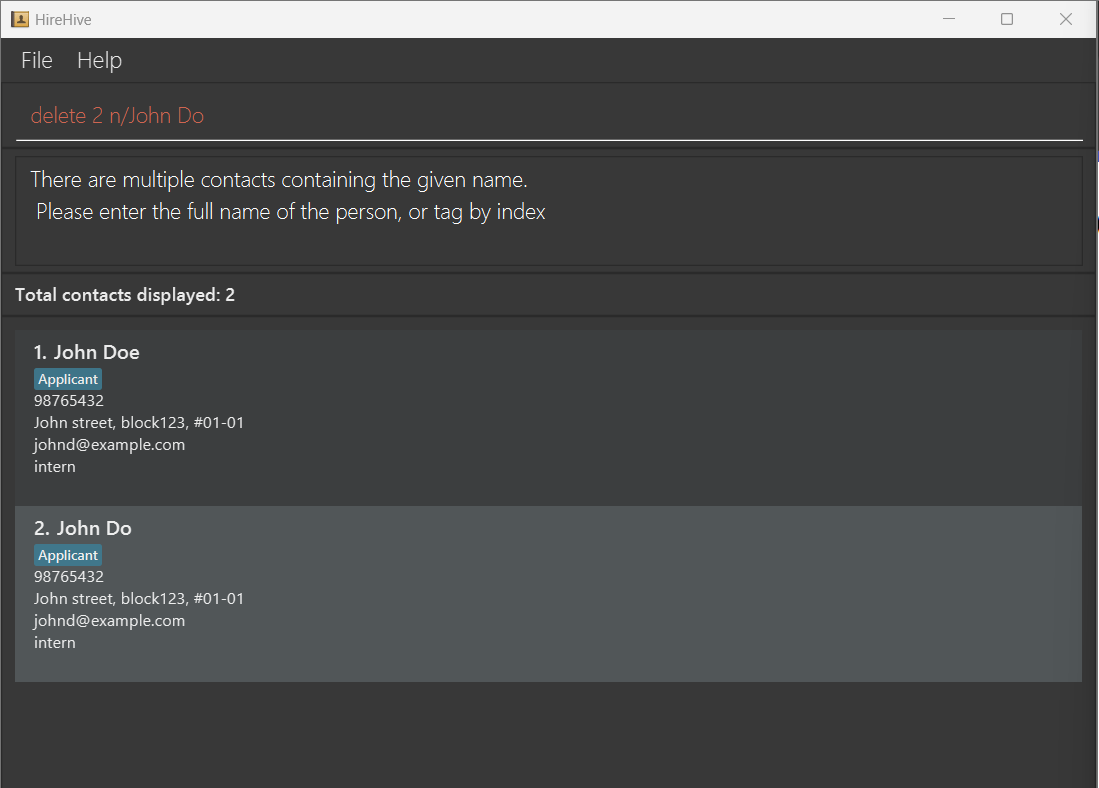 HireHive
File Help
delete 2 n/John Do
There are multiple contacts containing the given name.
Please enter the full name of the person, or tag by index
Total contacts displayed: 2
1. John Doe
Applicant
98765432
John street, block123, #01-01
johnd@example.com
intern
2. John Do
Applicant
98765432
John street, block123, #01-01
johnd@example.com
intern